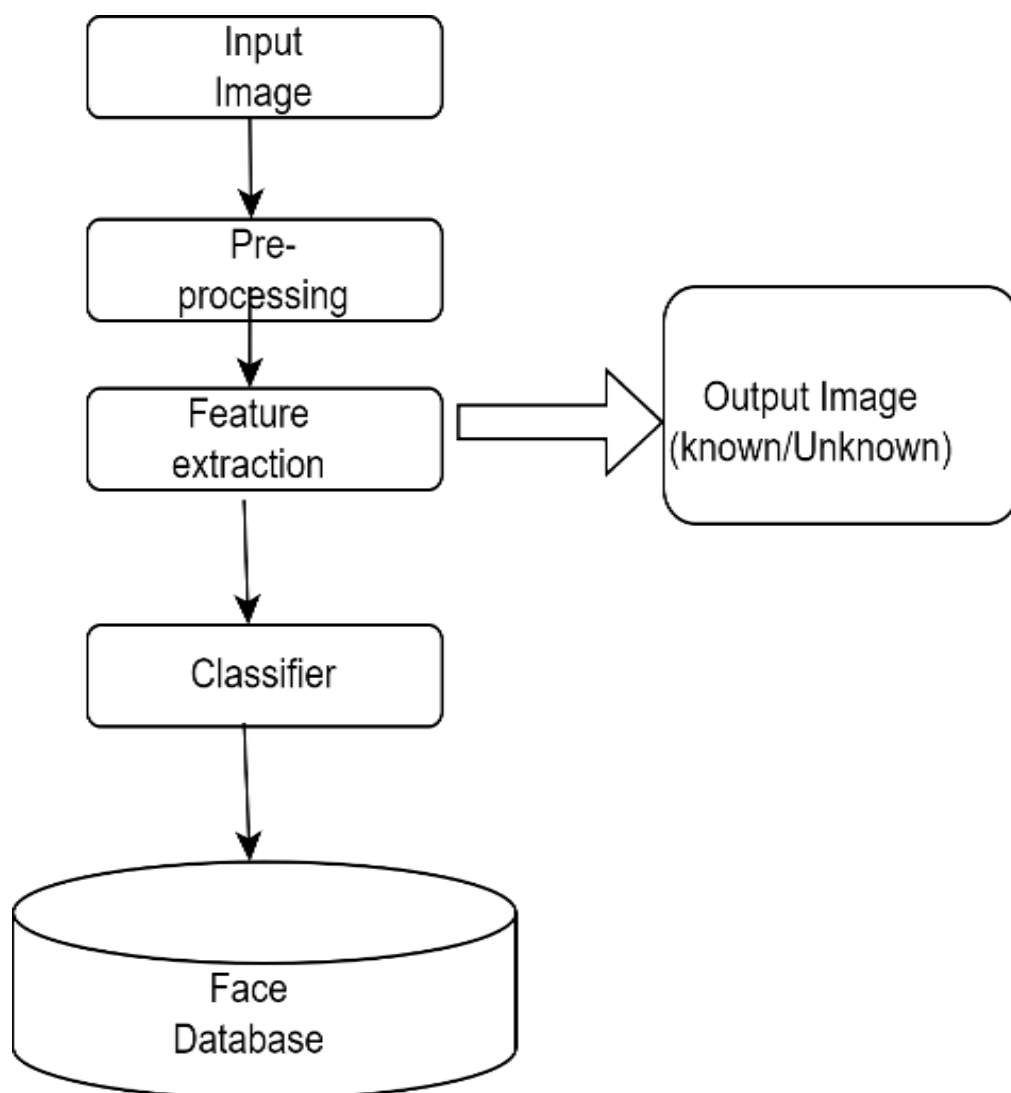 Input
Image
Pre-
processing
Feature
extraction
Output Image
(known/Unknown)
Classifier
Face
Database